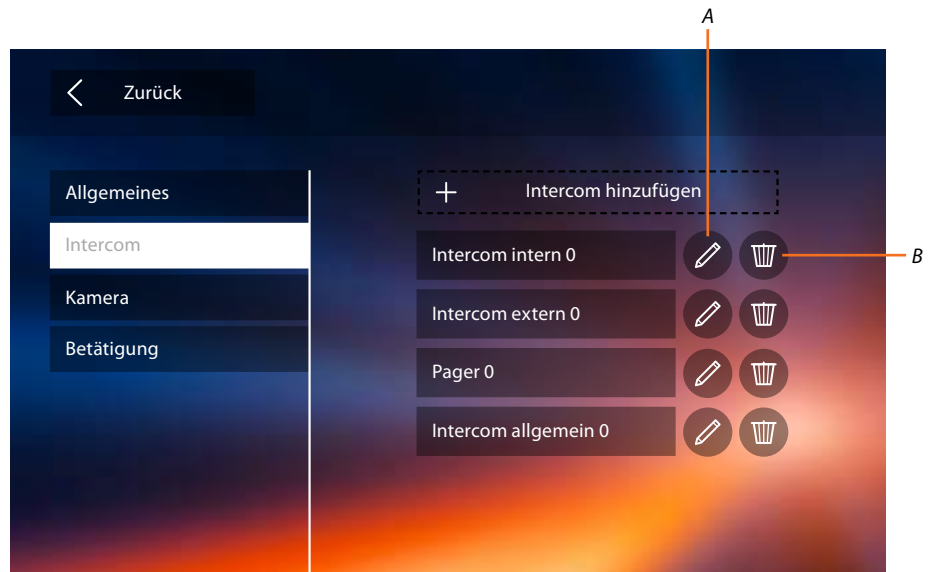 A
Zurück
Allgemeines
Intercom
Kamera
Betätigung
+ Intercom hinzufügen
Intercom intern 0
B
Intercom extern 0
Pager 0
Intercom allgemein 0